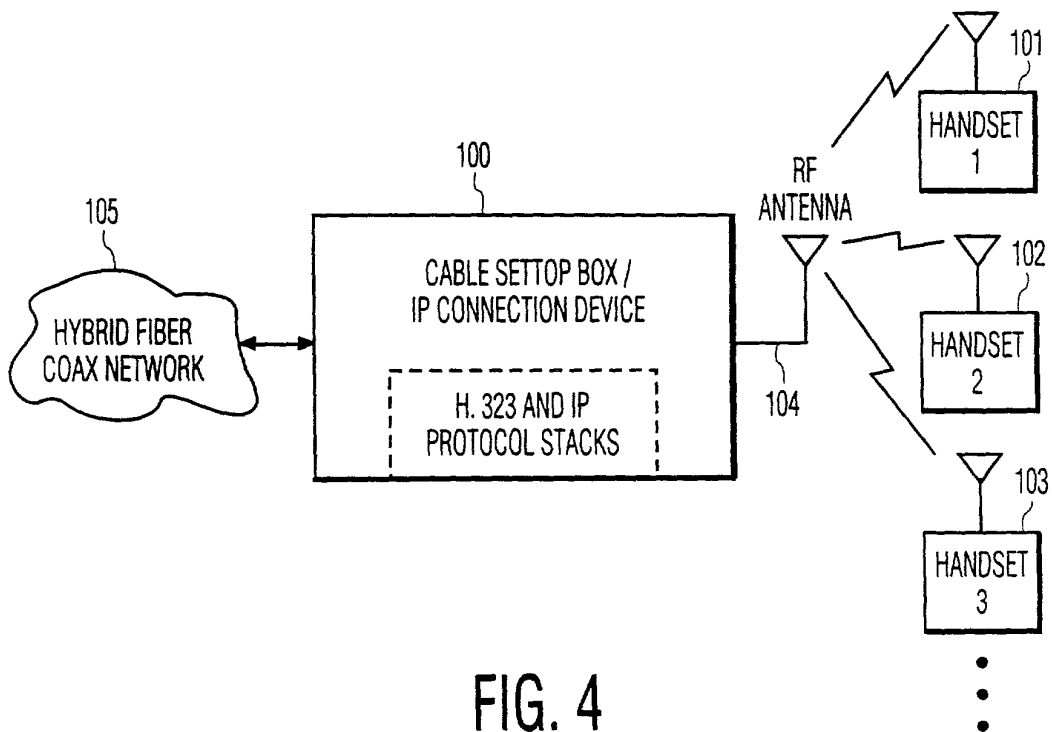 105
HYBRID FIBER
COAX NETWORK
100
CABLE SETTOP BOX /
IP CONNECTION DEVICE
H. 323 AND IP
PROTOCOL STACKS
RF
ANTENNA
104
101
HANDSET
1
102
HANDSET
2
103
HANDSET
3
FIG. 4